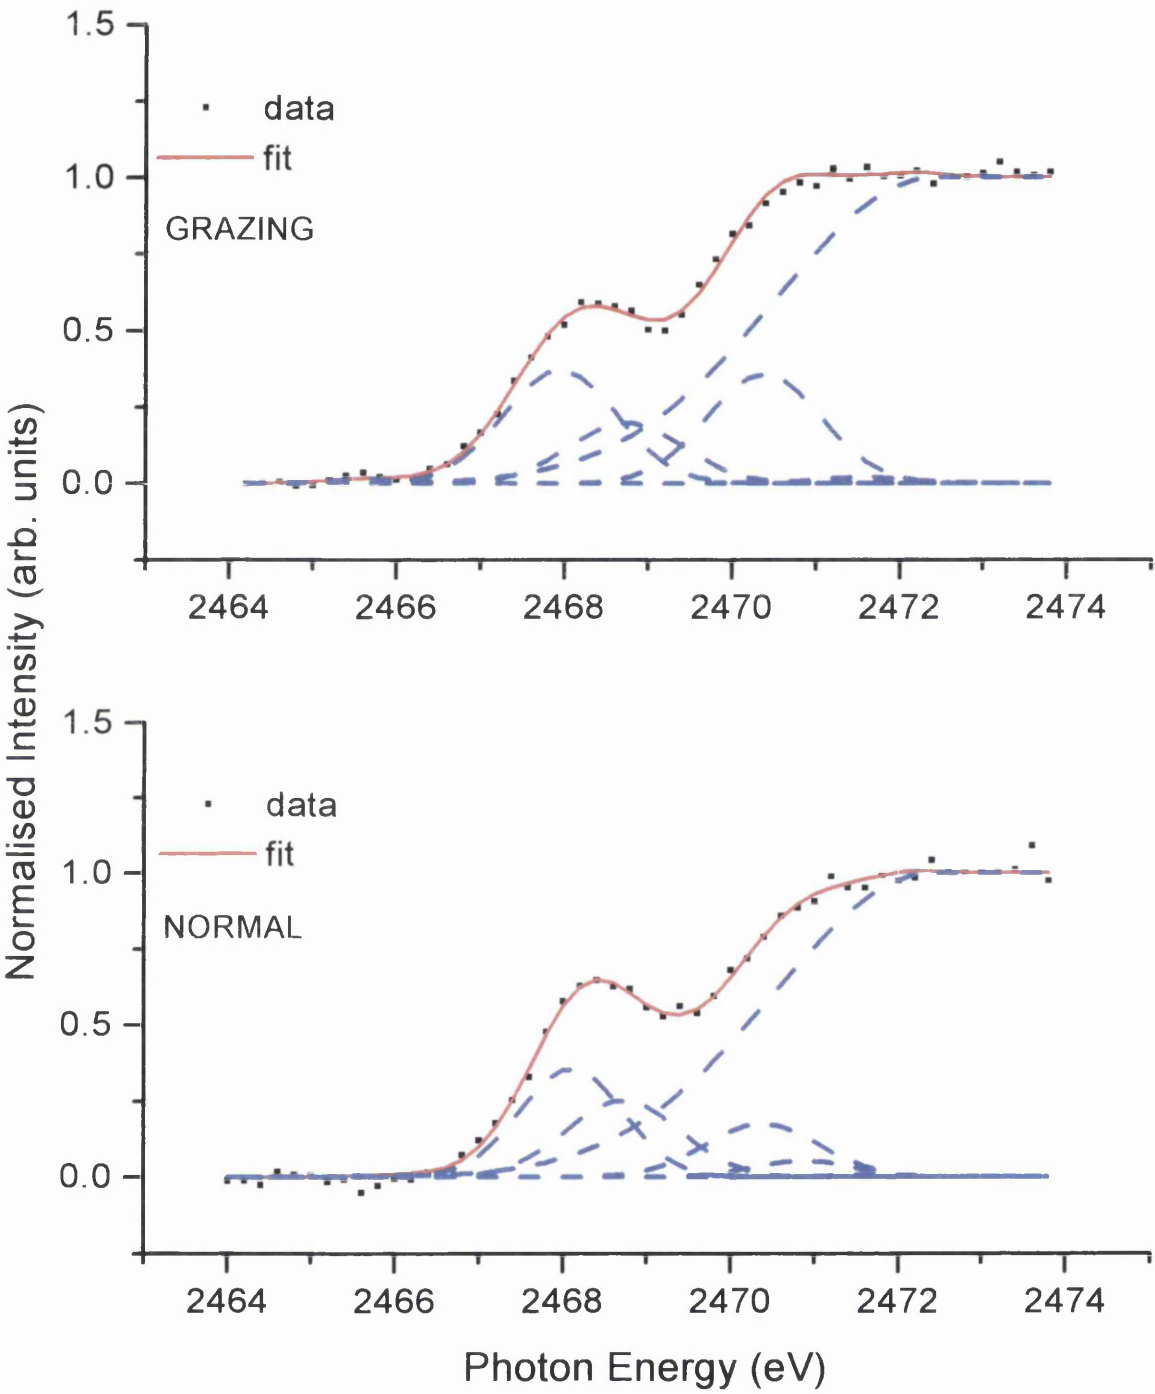 1.5
data
fit
1.0
GRAZING
0.5
0.0
2464 2466 2468 2470 2472 2474
Normalised Intensity (arb. units)
1.5
data
fit
1.0
NORMAL
0.5
0.0
2464 2466 2468 2470 2472 2474
Photon Energy (eV)